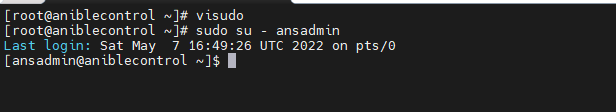 [root@aniblecontrol ~]# visudo
[root@aniblecontrol ~]# sudo su - ansadmin
Last login: Sat May  7 16:49:26 UTC 2022 on pts/0
[ansadmin@aniblecontrol ~]$